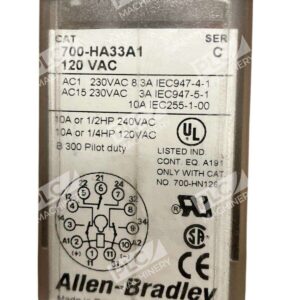 CAT SER
700-HA33A1 C
120 VAC
AC1 230VAC 8.3A IEC947-4-1
AC15 230VAC 3A IEC947-5-1
10A IEC255-1-00
10A or 1/2HP 240VAC
10A or 1/4HP 120VAC
B 300 Pilot duty
UL
LISTED IND
CONT. EQ. A191
ONLY WITH CAT
NO. 700-HN126
Allen-Bradley